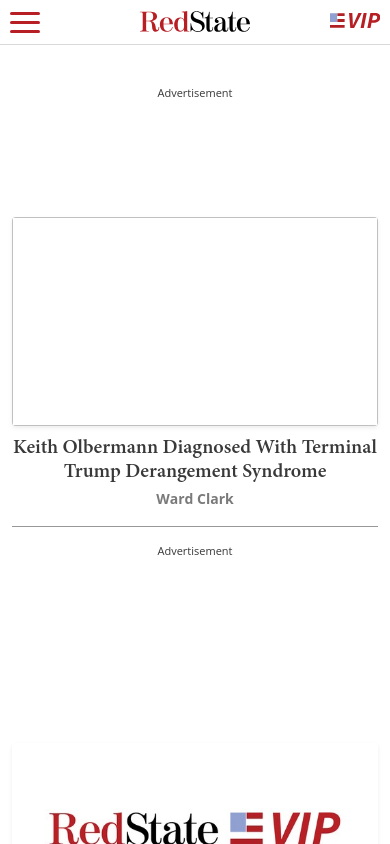 RedState
VIP
Advertisement
Keith Olbermann Diagnosed With Terminal
Trump Derangement Syndrome
Ward Clark
Advertisement
RedState VIP